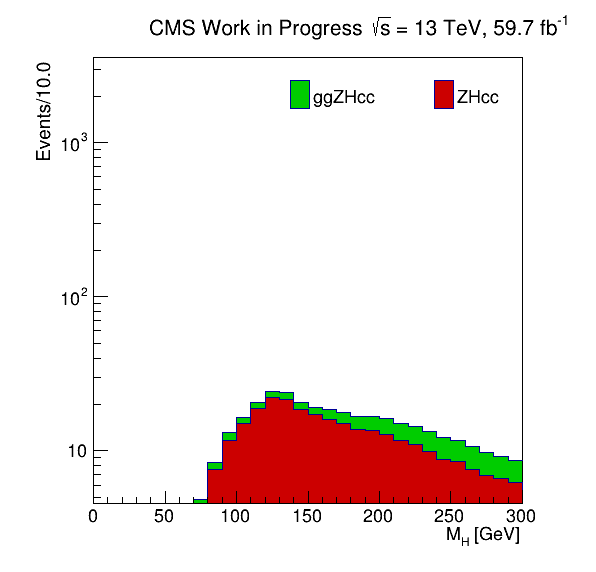 CMS Work in Progress √s = 13 TeV, 59.7 fb⁻¹
Events/10.0
ggZHcc ZHcc
10³
10²
10
0 50 100 150 200 250 300
M_H [GeV]